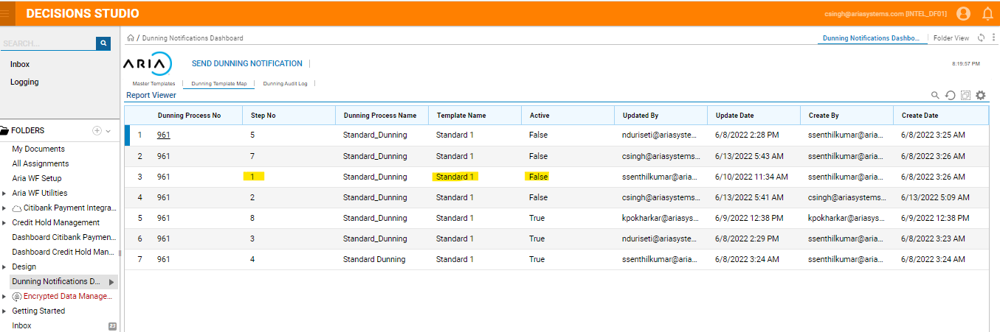 DECISIONS STUDIO
csingh@ariasystems.com [INTEL_DF01]
SEARCH...
Inbox
Logging
FOLDERS
My Documents
All Assignments
Aria WF Setup
Aria WF Utilities
Citibank Payment Integra...
Credit Hold Management
Dashboard Citibank Paymen...
Dashboard Credit Hold Man...
Design
Dunning Notifications D...
Encrypted Data Manage...
Getting Started
Inbox 23
/ Dunning Notifications Dashboard
Dunning Notifications Dashbo... Folder View
ARIA SEND DUNNING NOTIFICATION 8:19:57 PM
Master Templates Dunning Template Map Dunning Audit Log
Report Viewer
Dunning Process No Step No Dunning Process Name Template Name Active Updated By Update Date Create By Create Date
1 961 5 Standard_Dunning Standard 1 False nduriseti@ariasyste... 6/8/2022 2:28 PM ssenthilkumar@aria... 6/8/2022 3:25 AM
2 961 7 Standard_Dunning Standard 1 False csingh@ariasystems... 6/13/2022 5:43 AM ssenthilkumar@aria... 6/8/2022 3:26 AM
3 961 1 Standard_Dunning Standard 1 False ssenthilkumar@aria... 6/10/2022 11:34 AM ssenthilkumar@aria... 6/8/2022 3:26 AM
4 961 2 Standard_Dunning Standard 1 False csingh@ariasystems... 6/13/2022 5:41 AM csingh@ariasystems... 6/13/2022 5:09 AM
5 961 8 Standard_Dunning Standard 1 True kpokharkar@ariasys... 6/9/2022 12:38 PM kpokharkar@ariasys... 6/9/2022 12:38 PM
6 961 3 Standard_Dunning Standard 1 True nduriseti@ariasyste... 6/8/2022 2:29 PM ssenthilkumar@aria... 6/8/2022 3:23 AM
7 961 4 Standard Dunning Standard 1 True ssenthilkumar@aria... 6/8/2022 3:24 AM ssenthilkumar@aria... 6/8/2022 3:24 AM